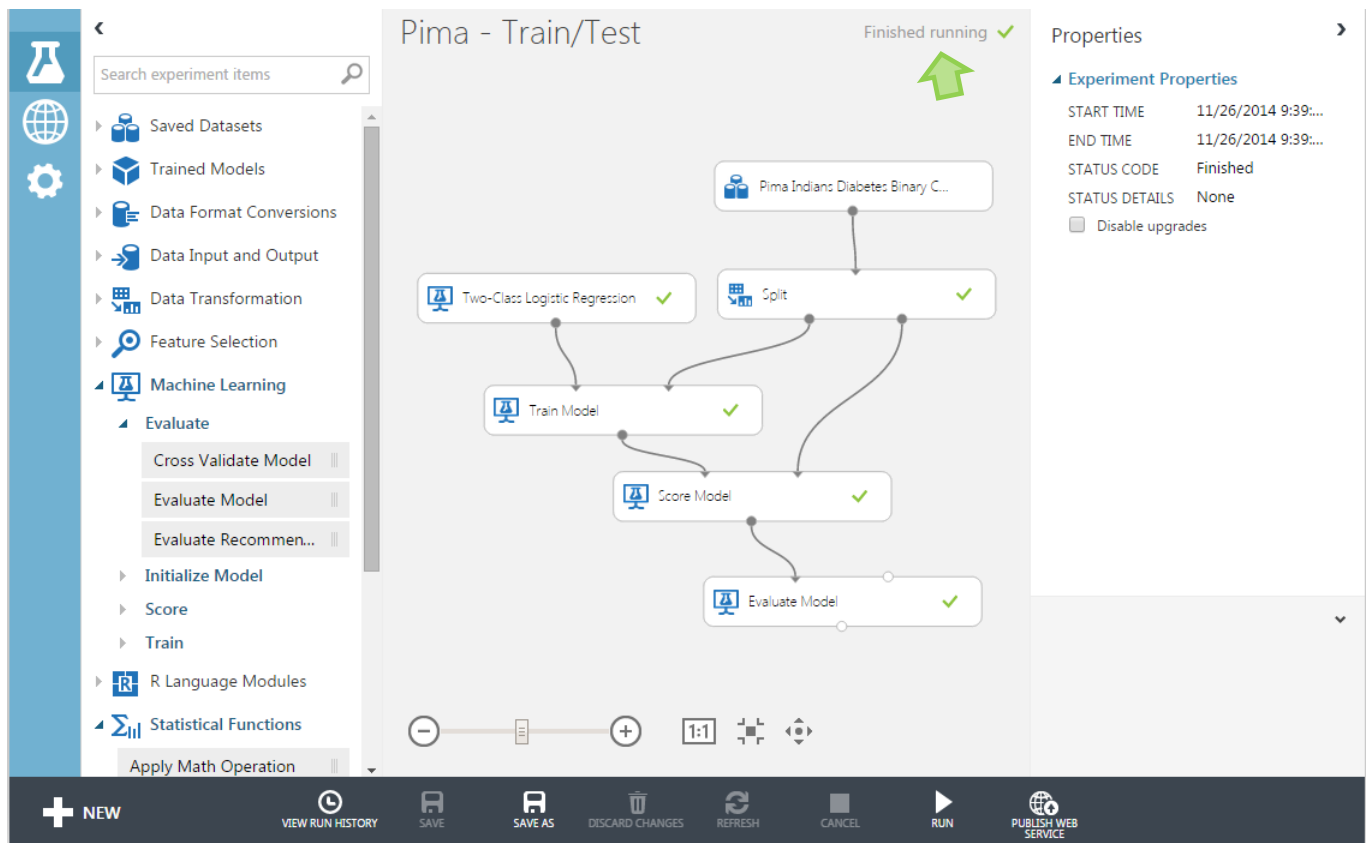 Search experiment items
Saved Datasets
Trained Models
Data Format Conversions
Data Input and Output
Data Transformation
Feature Selection
Machine Learning
Evaluate
Cross Validate Model
Evaluate Model
Evaluate Recommen...
Initialize Model
Score
Train
R Language Modules
Statistical Functions
Apply Math Operation
Pima - Train/Test
Finished running
Pima Indians Diabetes Binary C...
Two-Class Logistic Regression
Split
Train Model
Score Model
Evaluate Model
1:1
Properties
Experiment Properties
START TIME 11/26/2014 9:39:...
END TIME 11/26/2014 9:39:...
STATUS CODE Finished
STATUS DETAILS None
Disable upgrades
NEW
VIEW RUN HISTORY
SAVE
SAVE AS
DISCARD CHANGES
REFRESH
CANCEL
RUN
PUBLISH WEB
SERVICE